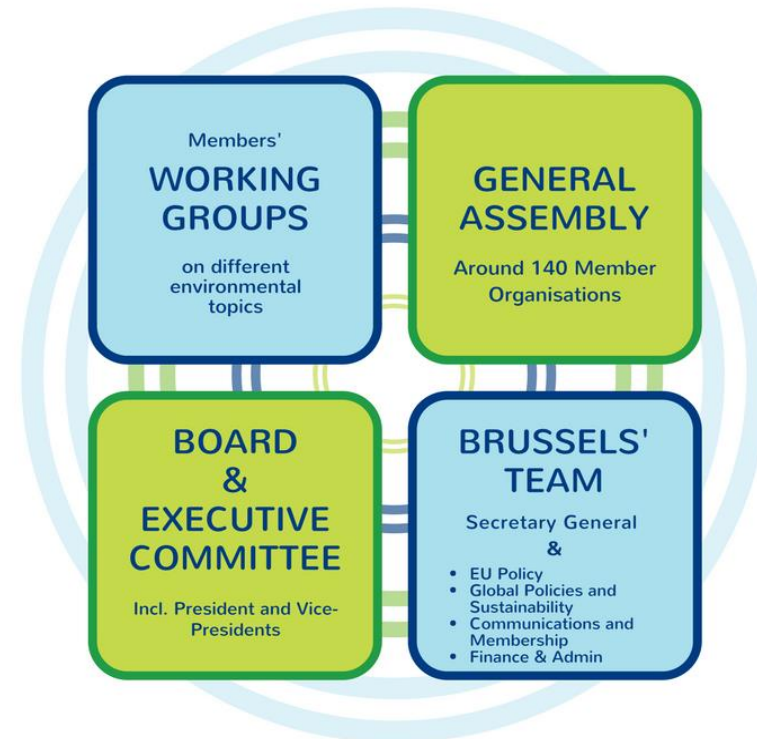 Members'
WORKING
GROUPS
on different
environmental
topics
GENERAL
ASSEMBLY
Around 140 Member
Organisations
BOARD
&
EXECUTIVE
COMMITTEE
Incl. President and Vice-
Presidents
BRUSSELS'
TEAM
Secretary General
&
• EU Policy
• Global Policies and
Sustainability
• Communications and
Membership
• Finance & Admin